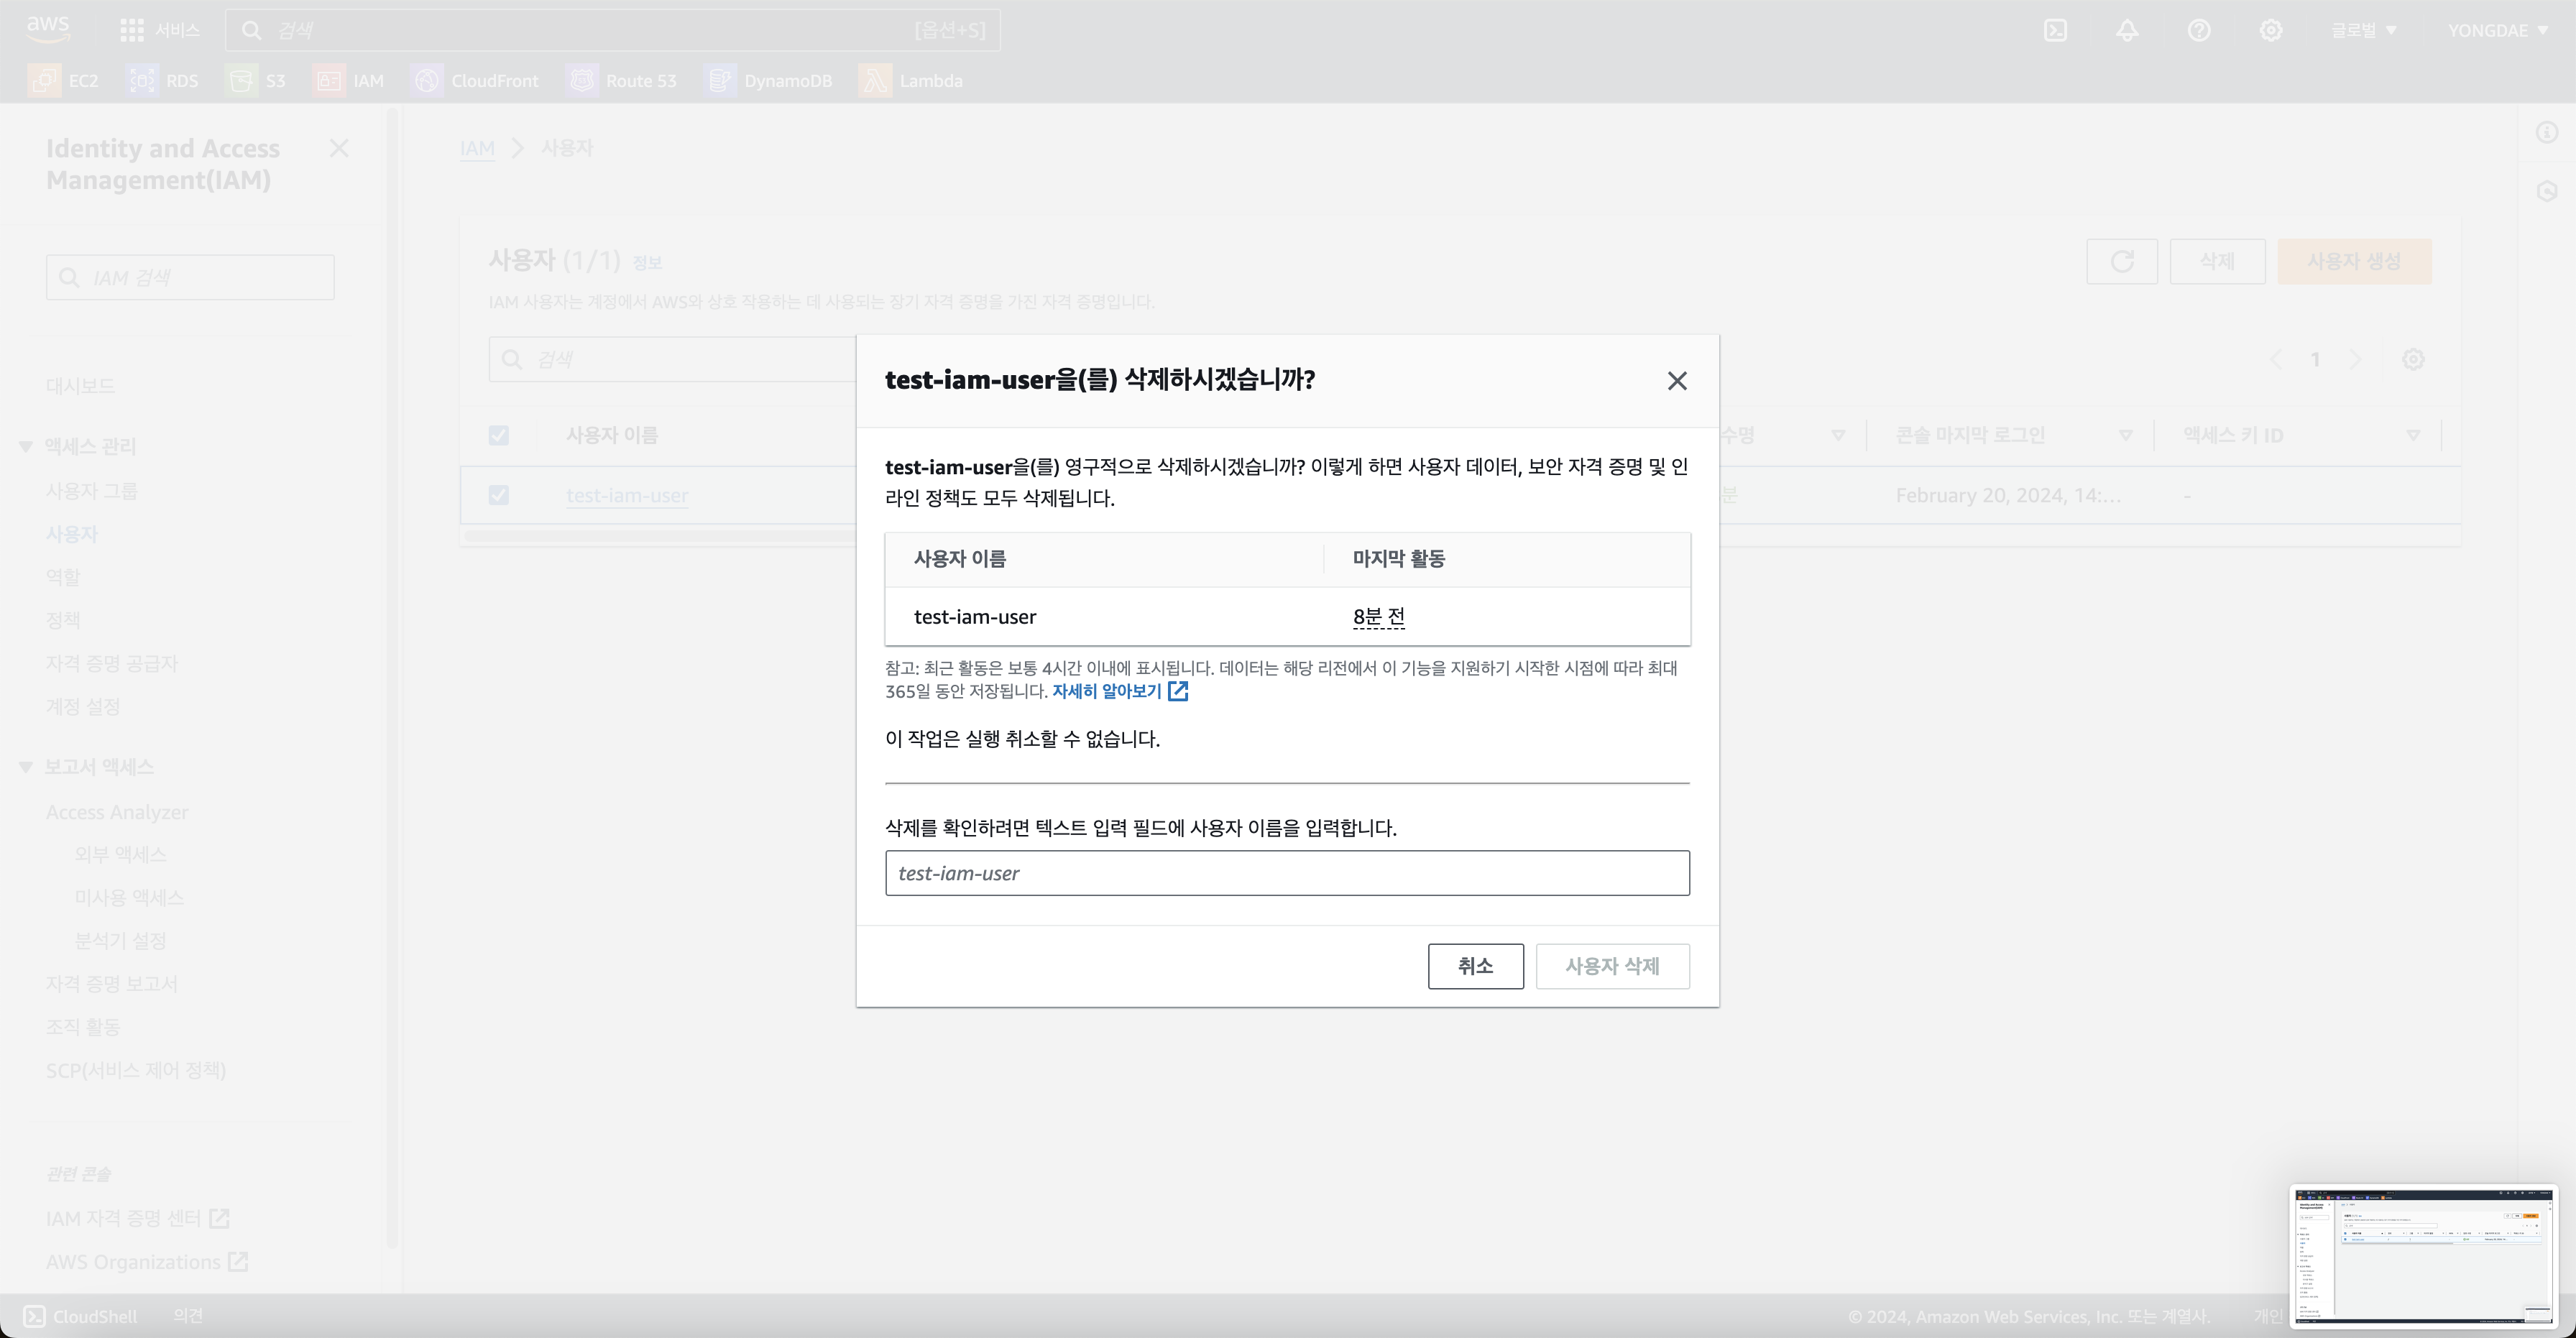 aws
서비스
검색
[옵션+S]
글로벌
YONGDAE
EC2
RDS
S3
IAM
CloudFront
Route 53
DynamoDB
Lambda
Identity and Access
Management(IAM)
IAM 검색
대시보드
액세스 관리
사용자 그룹
사용자
역할
정책
자격 증명 공급자
계정 설정
보고서 액세스
Access Analyzer
외부 액세스
미사용 액세스
분석기 설정
자격 증명 보고서
조직 활동
SCP(서비스 제어 정책)
관련 콘솔
IAM 자격 증명 센터
AWS Organizations
IAM
사용자
사용자 (1/1) 정보
삭제
사용자 생성
IAM 사용자는 계정에서 AWS와 상호 작용하는 데 사용되는 장기 자격 증명을 가진 자격 증명입니다.
검색
1
사용자 이름
수명
콘솔 마지막 로그인
액세스 키 ID
test-iam-user
분
February 20, 2024, 14:...
-
test-iam-user을(를) 삭제하시겠습니까?
test-iam-user을(를) 영구적으로 삭제하시겠습니까? 이렇게 하면 사용자 데이터, 보안 자격 증명 및 인
라인 정책도 모두 삭제됩니다.
사용자 이름
마지막 활동
test-iam-user
8분 전
참고: 최근 활동은 보통 4시간 이내에 표시됩니다. 데이터는 해당 리전에서 이 기능을 지원하기 시작한 시점에 따라 최대
365일 동안 저장됩니다. 자세히 알아보기
이 작업은 실행 취소할 수 없습니다.
삭제를 확인하려면 텍스트 입력 필드에 사용자 이름을 입력합니다.
test-iam-user
취소
사용자 삭제
CloudShell
의견
© 2024, Amazon Web Services, Inc. 또는 계열사.
개인